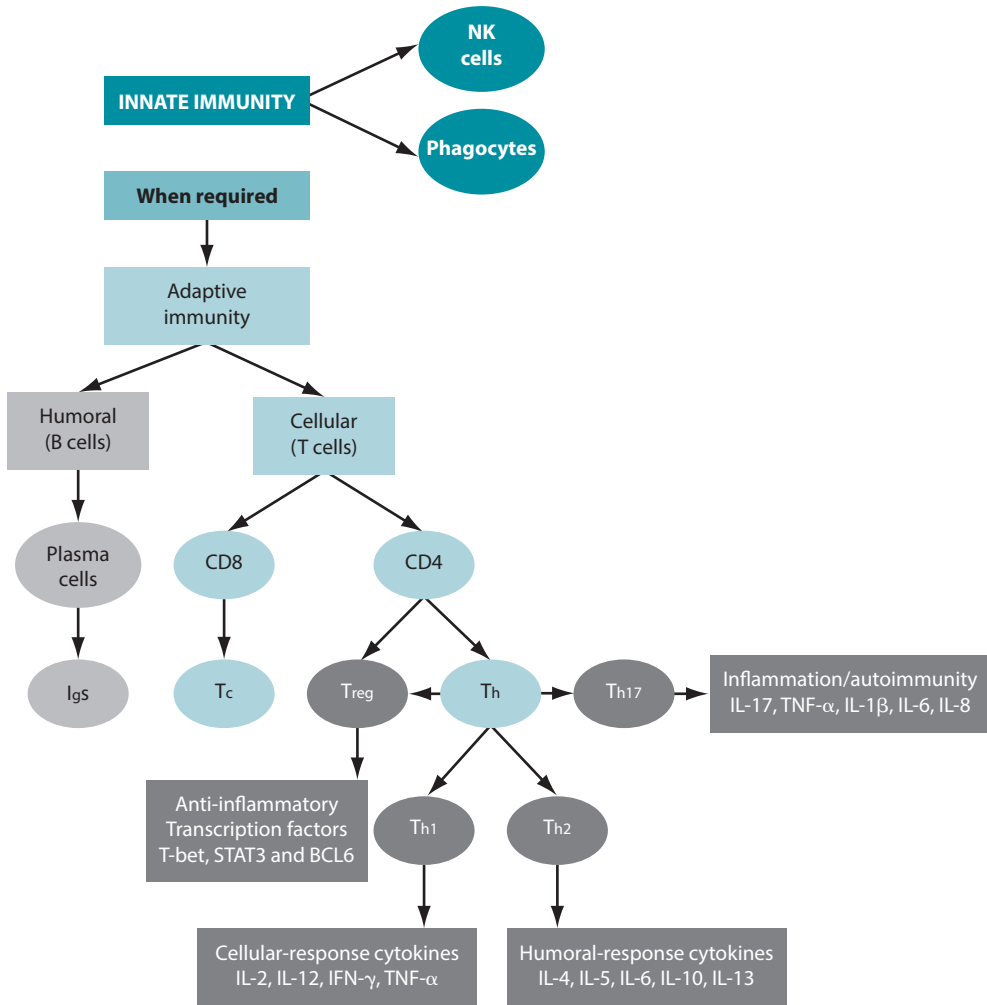 NK
cells
INNATE IMMUNITY
Phagocytes
When required
Adaptive
immunity
Humoral
(B cells)
Cellular
(T cells)
Plasma
cells
CD8
CD4
Igs
Tc
Treg
Th
Th17
Inflammation/autoimmunity
IL-17, TNF-α, IL-1β, IL-6, IL-8
Anti-inflammatory
Transcription factors
T-bet, STAT3 and BCL6
Th1
Th2
Cellular-response cytokines
IL-2, IL-12, IFN-γ, TNF-α
Humoral-response cytokines
IL-4, IL-5, IL-6, IL-10, IL-13